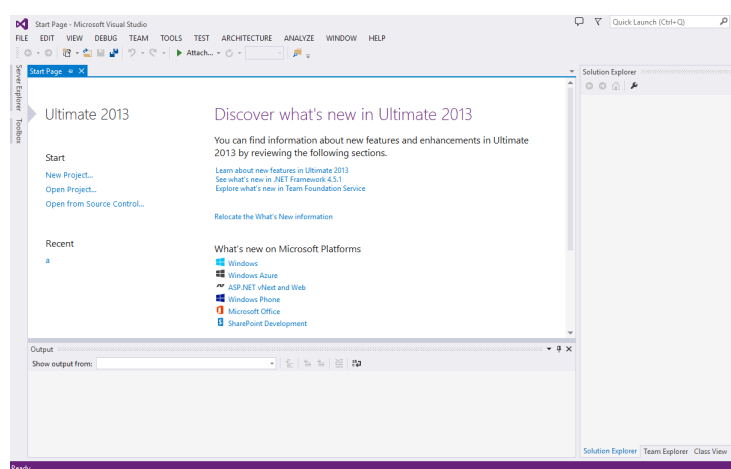 Start Page - Microsoft Visual Studio
Quick Launch (Ctrl+Q)
FILE EDIT VIEW DEBUG TEAM TOOLS TEST ARCHITECTURE ANALYZE WINDOW HELP
Attach...
Server Explorer
Toolbox
Start Page
Ultimate 2013
Start
New Project...
Open Project...
Open from Source Control...
Recent
a
Discover what's new in Ultimate 2013
You can find information about new features and enhancements in Ultimate
2013 by reviewing the following sections.
Learn about new features in Ultimate 2013
See what's new in .NET Framework 4.5.1
Explore what's new in Team Foundation Service
Relocate the What's New information
What's new on Microsoft Platforms
Windows
Windows Azure
ASP.NET vNext and Web
Windows Phone
Microsoft Office
SharePoint Development
Solution Explorer
Output
Show output from:
Solution Explorer Team Explorer Class View
Ready